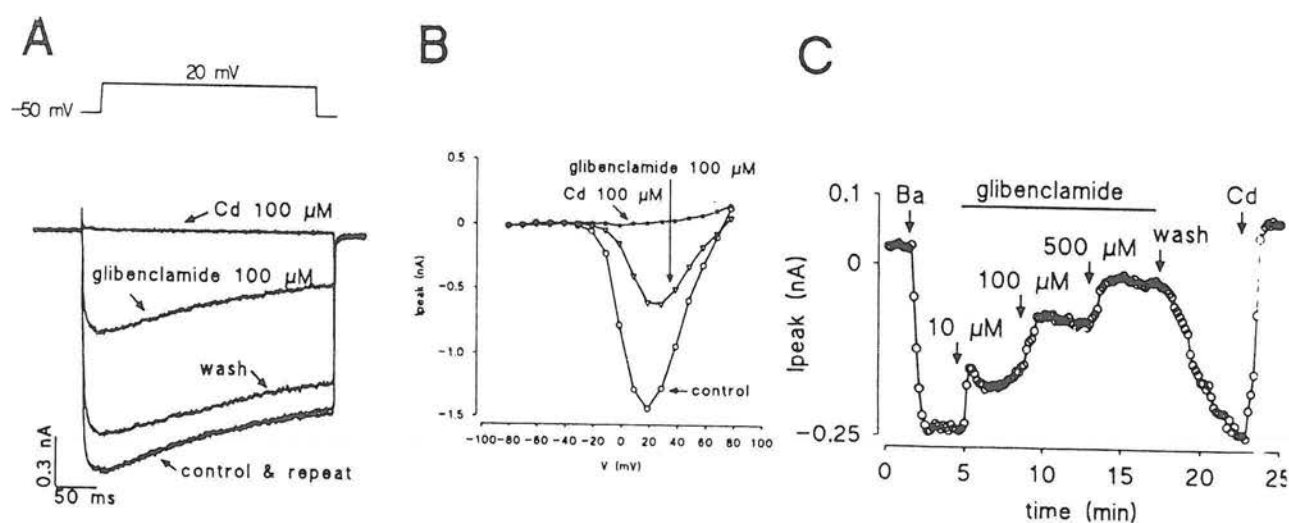 A
20 mV
-50 mV
Cd 100 µM
glibenclamide 100 µM
wash
control & repeat
0.3 nA
50 ms
B
0.5
0
-0.5
-1.0
-1.5
Ipeak (nA)
glibenclamide 100 µM
Cd 100 µM
control
-100 -80 -60 -40 -20 0 20 40 60 80 100
V (mV)
C
0.1
0
-0.25
Ipeak (nA)
Ba
glibenclamide
Cd
10 µM
100 µM
500 µM
wash
0 5 10 15 20 25
time (min)